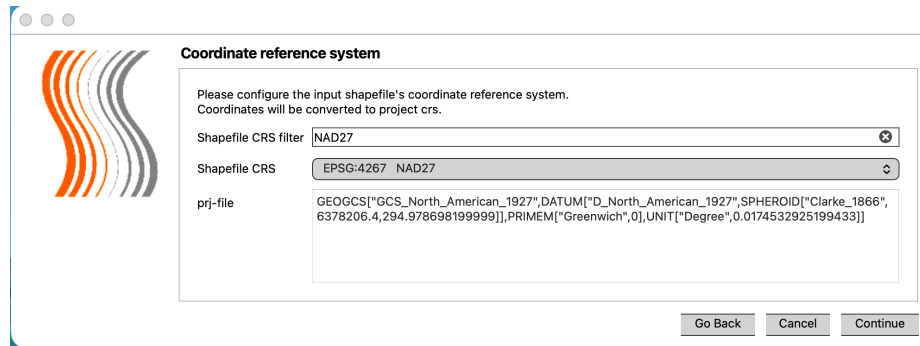 Coordinate reference system
Please configure the input shapefile's coordinate reference system.
Coordinates will be converted to project crs.
Shapefile CRS filter NAD27
Shapefile CRS EPSG:4267 NAD27
prj-file GEOGCS["GCS_North_American_1927",DATUM["D_North_American_1927",SPHEROID["Clarke_1866",
6378206.4,294.978698199999]],PRIMEM["Greenwich",0],UNIT["Degree",0.0174532925199433]]
Go Back Cancel Continue